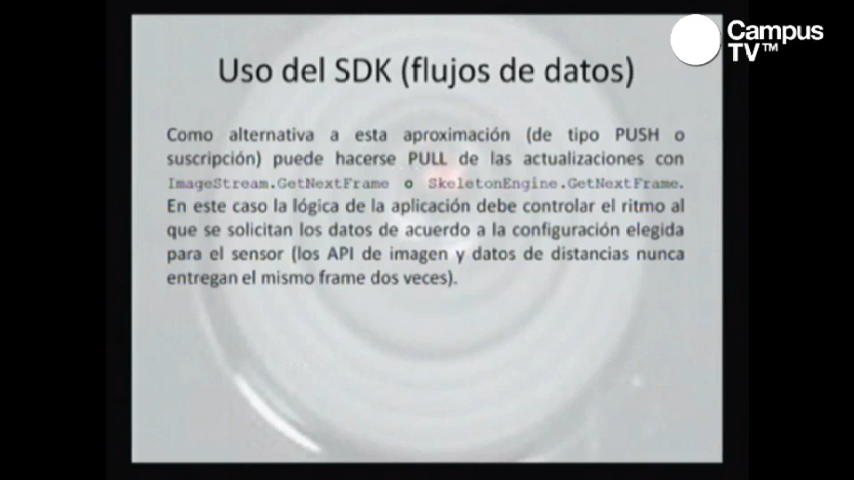 Campus
TV™
Uso del SDK (flujos de datos)
Como alternativa a esta aproximación (de tipo PUSH o
suscripción) puede hacerse PULL de las actualizaciones con
ImageStream.GetNextFrame o SkeletonEngine.GetNextFrame.
En este caso la lógica de la aplicación debe controlar el ritmo al
que se solicitan los datos de acuerdo a la configuración elegida
para el sensor (los API de imagen y datos de distancias nunca
entregan el mismo frame dos veces).